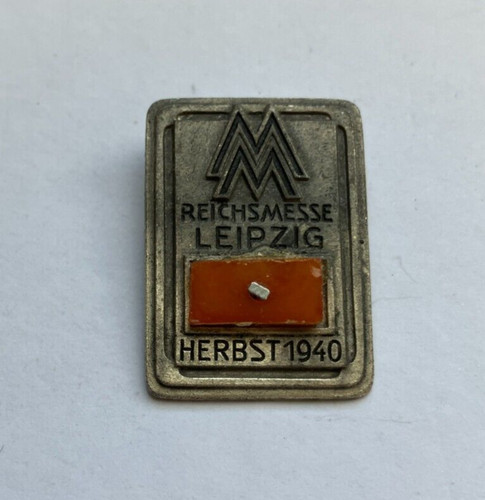 MM
REICHSMESSE
LEIPZIG
HERBST 1940